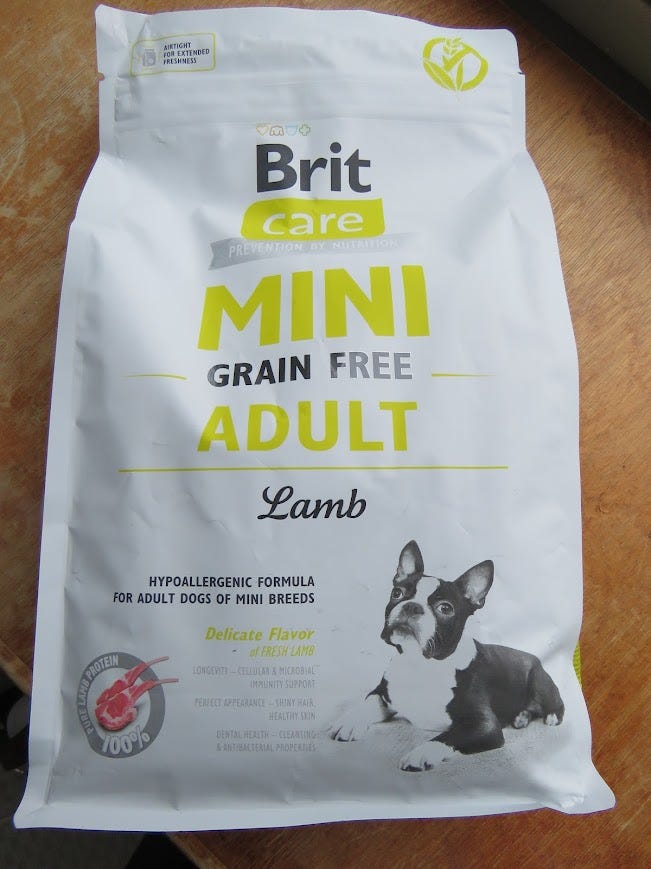 AIRTIGHT
FOR EXTENDED
FRESHNESS
Brit
care
PREVENTION BY NUTRITION
MINI
GRAIN FREE
ADULT
Lamb
HYPOALLERGENIC FORMULA
FOR ADULT DOGS OF MINI BREEDS
Delicate Flavor
of FRESH LAMB
LONGEVITY – CELLULAR & MICROBIAL
IMMUNITY SUPPORT
PERFECT APPEARANCE – SHINY HAIR,
HEALTHY SKIN
DENTAL HEALTH – CLEANSING
& ANTIBACTERIAL PROPERTIES
PURE LAMB PROTEIN
100%